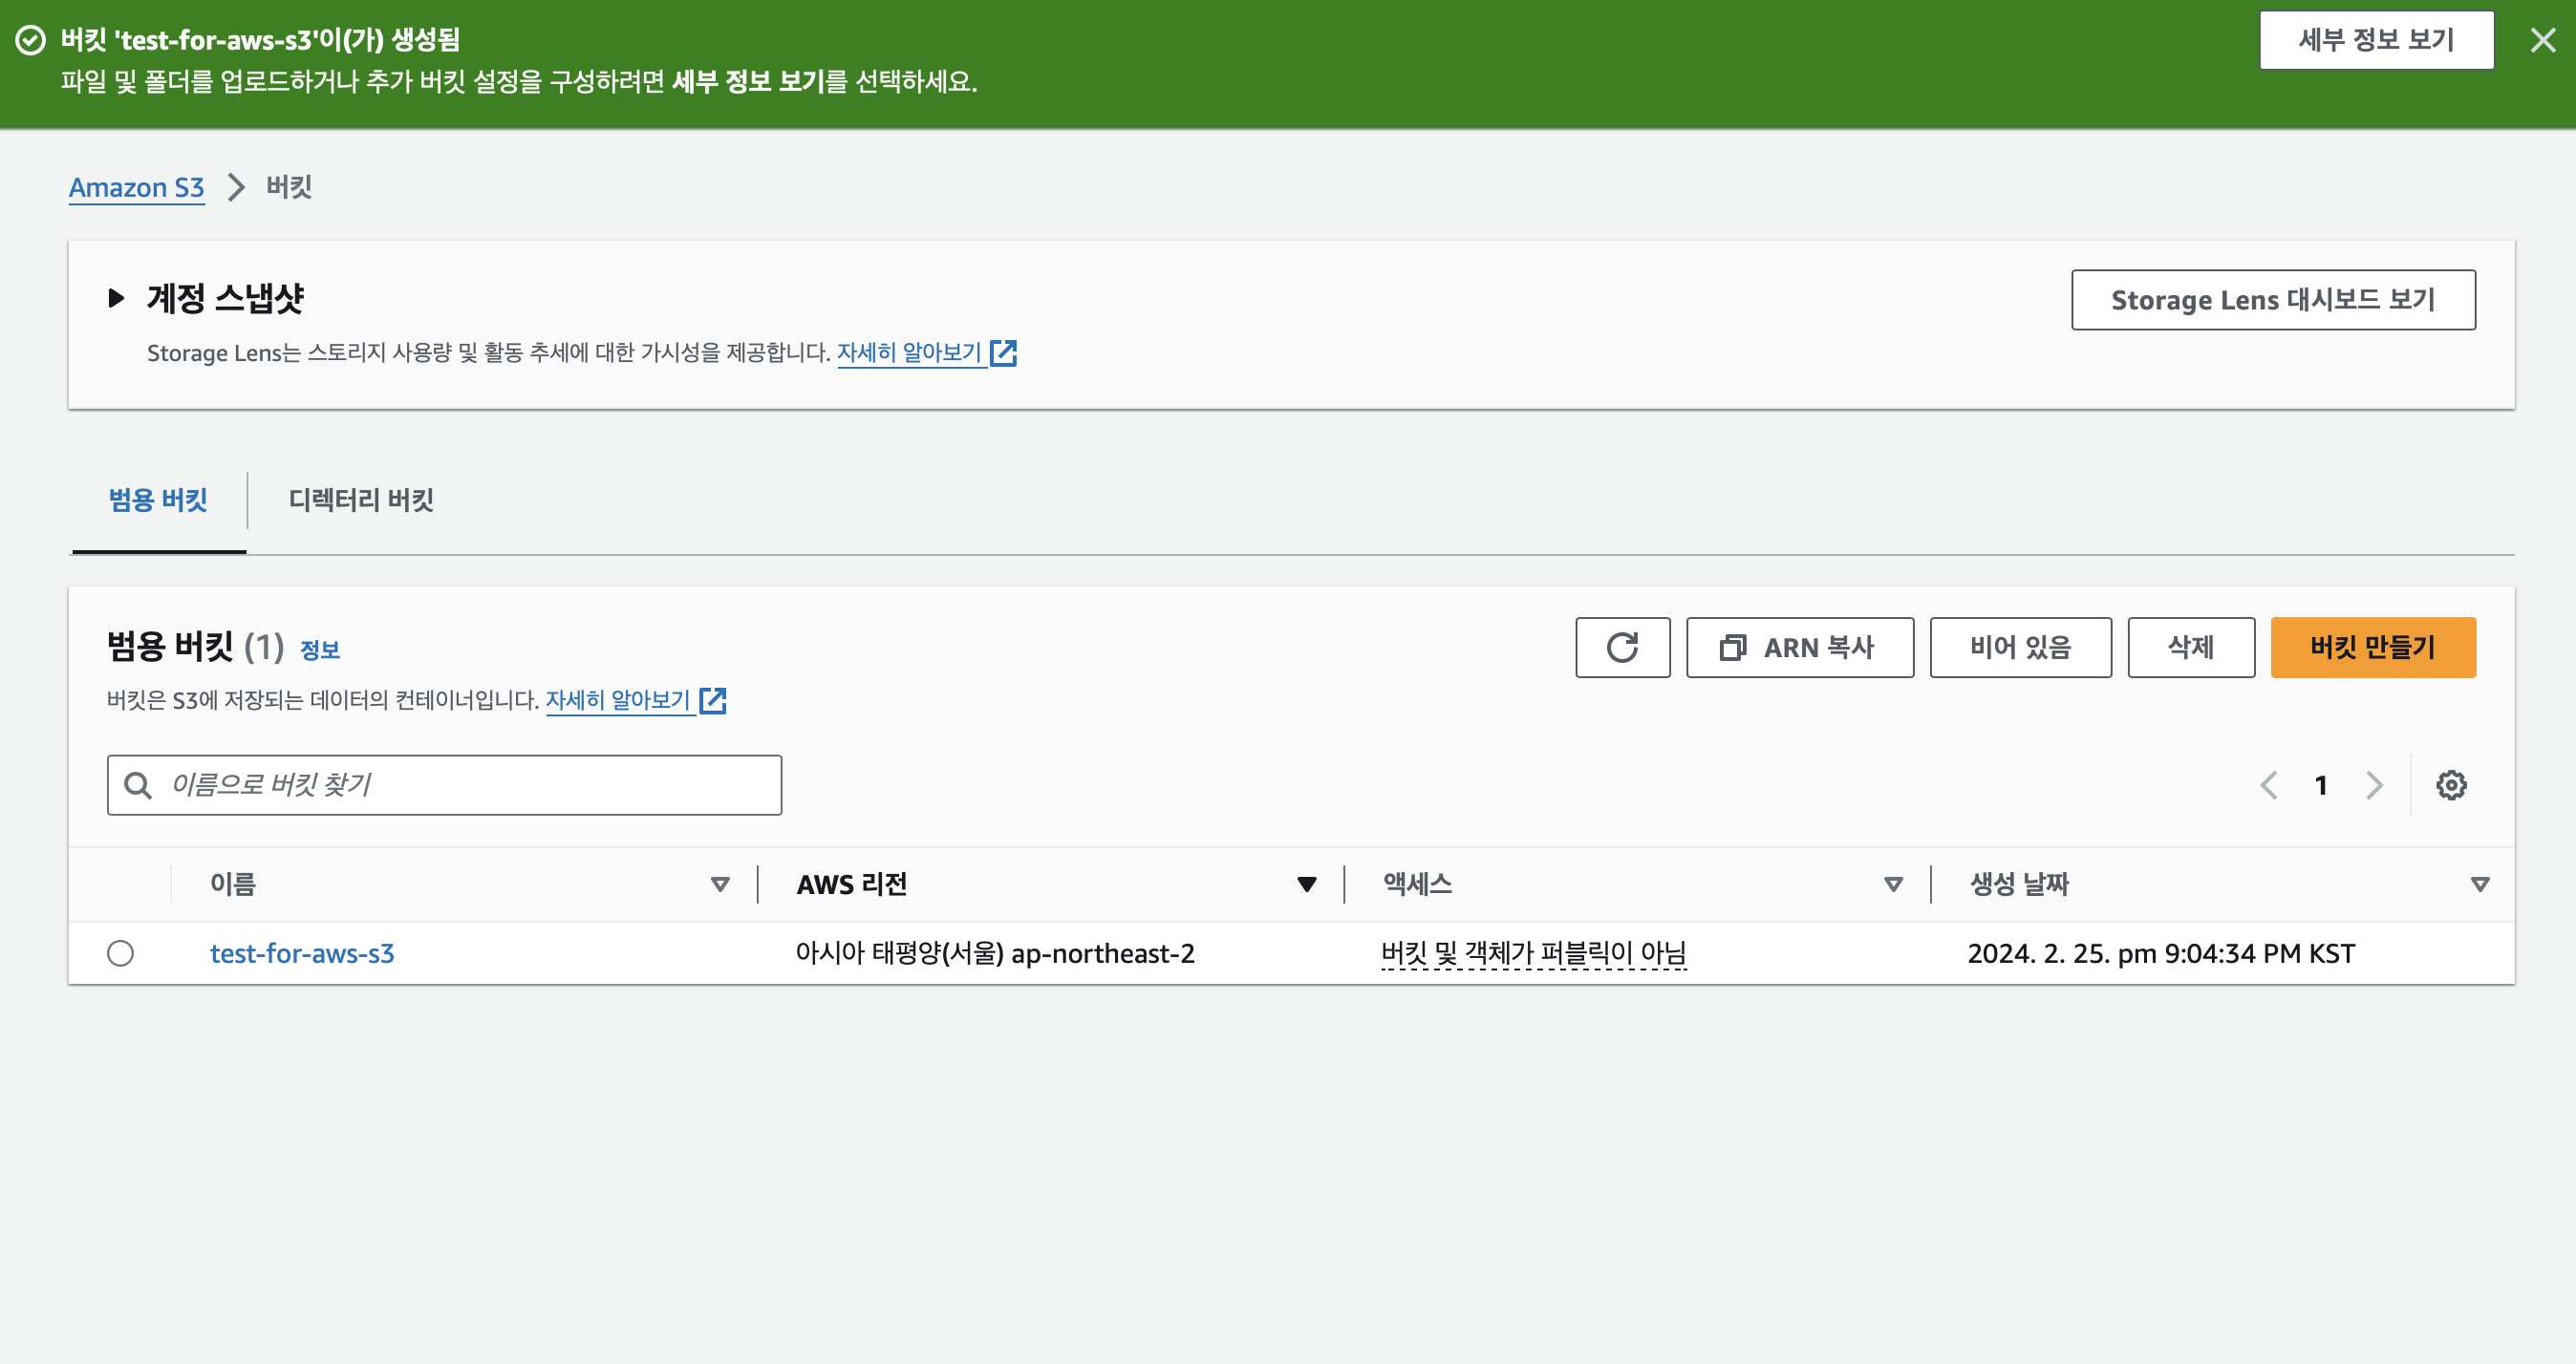 버킷 'test-for-aws-s3'이(가) 생성됨
파일 및 폴더를 업로드하거나 추가 버킷 설정을 구성하려면 세부 정보 보기를 선택하세요.
세부 정보 보기
Amazon S3 > 버킷
계정 스냅샷
Storage Lens는 스토리지 사용량 및 활동 추세에 대한 가시성을 제공합니다. 자세히 알아보기
Storage Lens 대시보드 보기
범용 버킷
디렉터리 버킷
범용 버킷 (1) 정보
버킷은 S3에 저장되는 데이터의 컨테이너입니다. 자세히 알아보기
ARN 복사
비어 있음
삭제
버킷 만들기
이름으로 버킷 찾기
1
이름 AWS 리전 액세스 생성 날짜
test-for-aws-s3 아시아 태평양(서울) ap-northeast-2 버킷 및 객체가 퍼블릭이 아님 2024. 2. 25. pm 9:04:34 PM KST